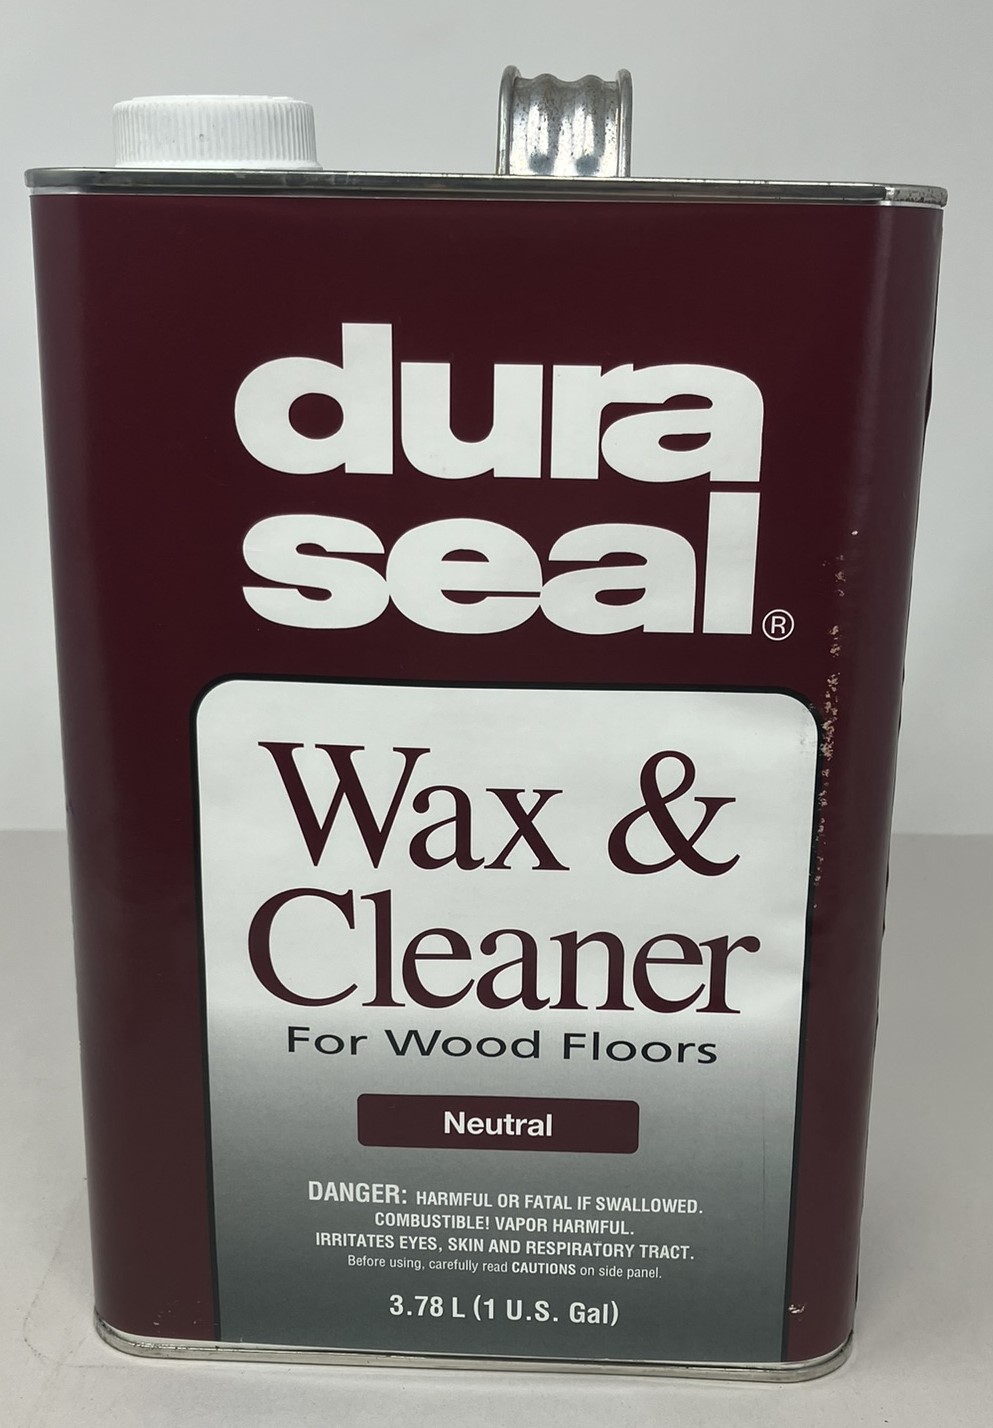 dura
seal®
Wax &
Cleaner
For Wood Floors
Neutral
DANGER: HARMFUL OR FATAL IF SWALLOWED.
COMBUSTIBLE! VAPOR HARMFUL.
IRRITATES EYES, SKIN AND RESPIRATORY TRACT.
Before using, carefully read CAUTIONS on side panel.
3.78 L (1 U.S. Gal)